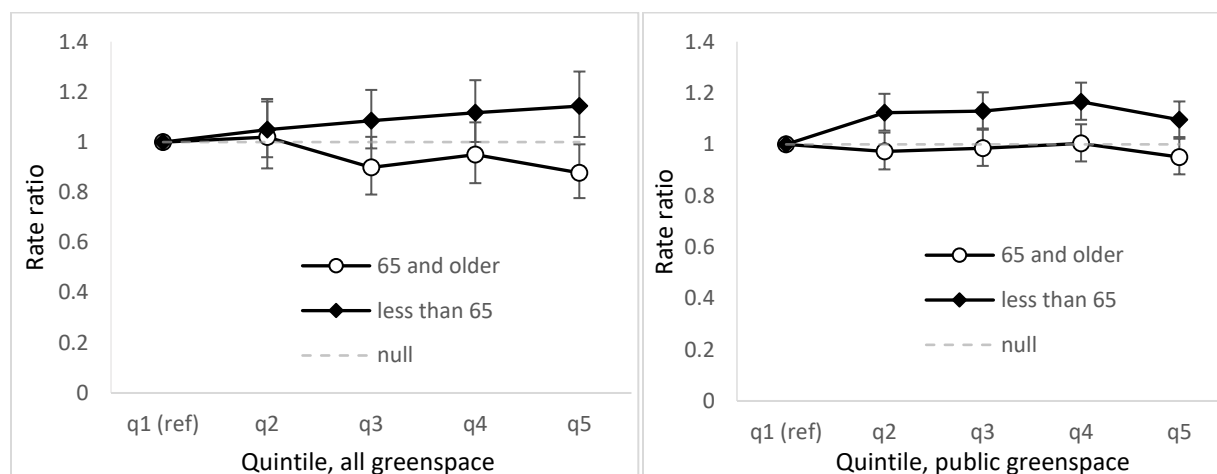 1.4
1.2
1
0.8
0.6
0.4
0.2
0
Rate ratio
65 and older
less than 65
null
q1 (ref) q2 q3 q4 q5
Quintile, all greenspace
1.4
1.2
1
0.8
0.6
0.4
0.2
0
Rate ratio
65 and older
less than 65
null
q1 (ref) q2 q3 q4 q5
Quintile, public greenspace